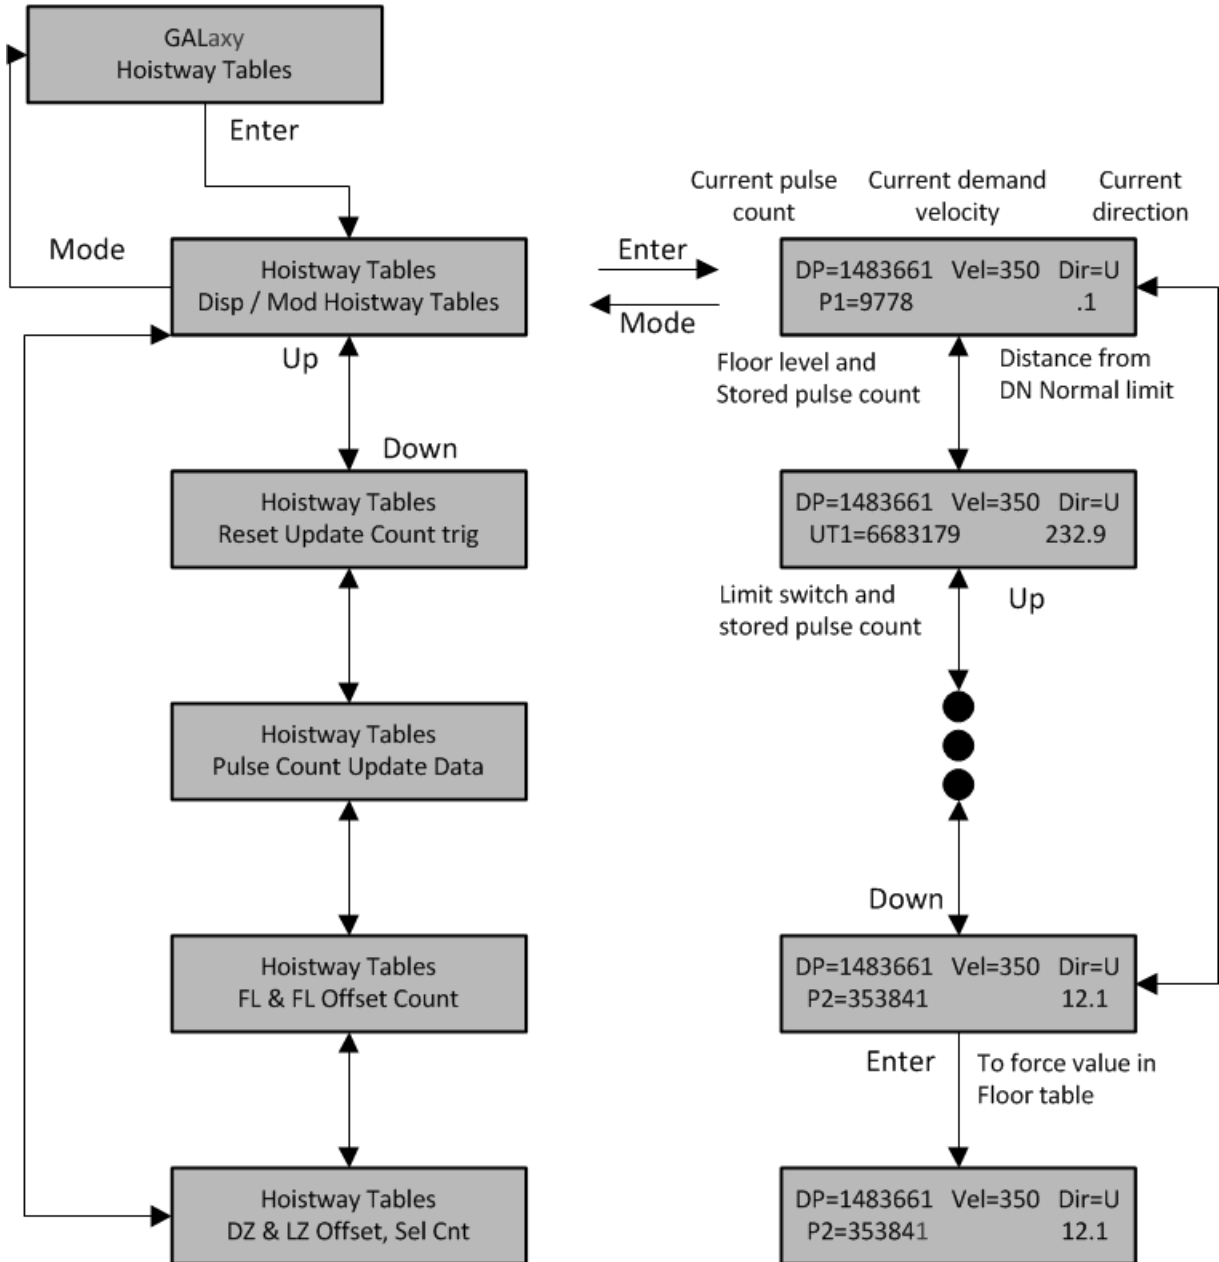 GALaxy
Hoistway Tables
Enter
Mode
Hoistway Tables
Disp / Mod Hoistway Tables
Up
Down
Hoistway Tables
Reset Update Count trig
Hoistway Tables
Pulse Count Update Data
Hoistway Tables
FL & FL Offset Count
Hoistway Tables
DZ & LZ Offset, Sel Cnt
Enter
Mode
Current pulse
count
Current demand
velocity
Current
direction
DP=1483661 Vel=350 Dir=U
P1=9778 .1
Floor level and
Stored pulse count
Distance from
DN Normal limit
DP=1483661 Vel=350 Dir=U
UT1=6683179 232.9
Limit switch and
stored pulse count
Up
Down
DP=1483661 Vel=350 Dir=U
P2=353841 12.1
Enter
To force value in
Floor table
DP=1483661 Vel=350 Dir=U
P2=353841 12.1